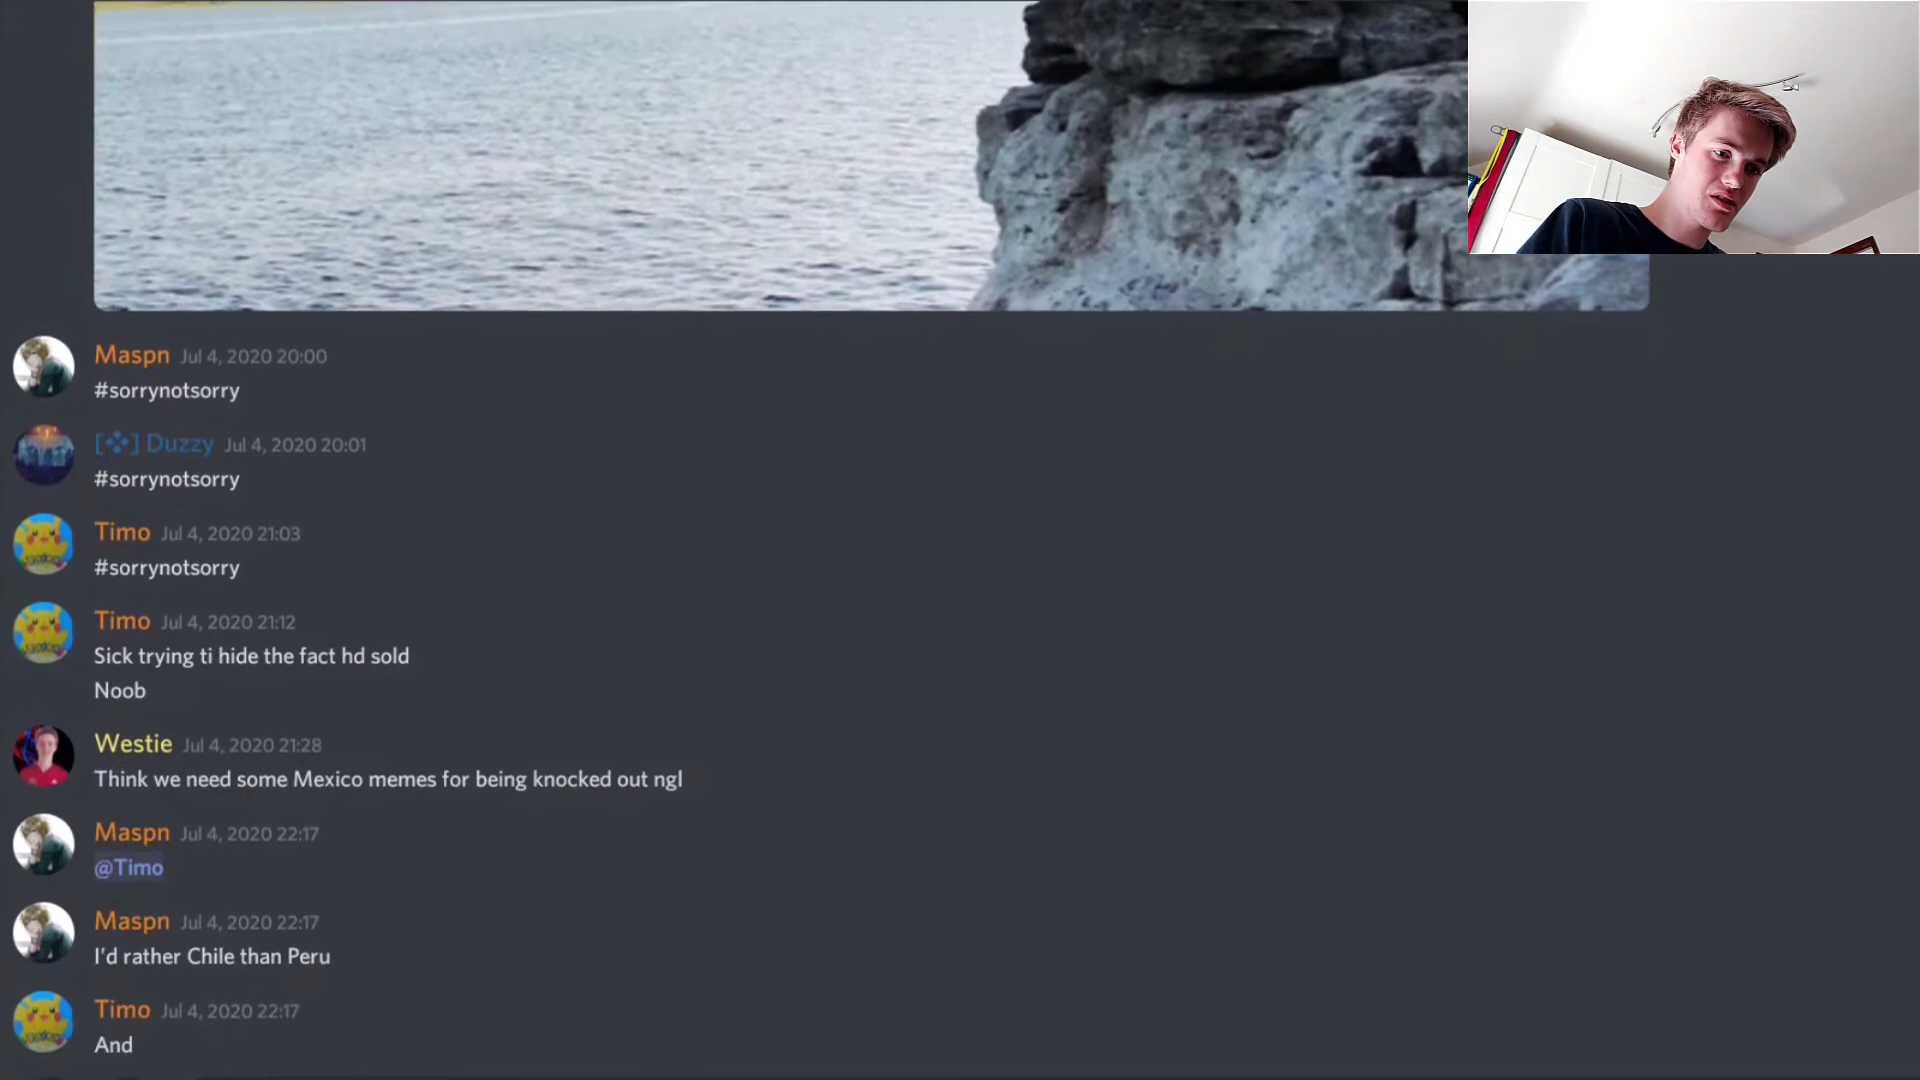 Maspn Jul 4, 2020 20:00
#sorrynotsorry
[❖] Duzzy Jul 4, 2020 20:01
#sorrynotsorry
Timo Jul 4, 2020 21:03
#sorrynotsorry
Timo Jul 4, 2020 21:12
Sick trying ti hide the fact hd sold
Noob
Westie Jul 4, 2020 21:28
Think we need some Mexico memes for being knocked out ngl
Maspn Jul 4, 2020 22:17
@Timo
Maspn Jul 4, 2020 22:17
I'd rather Chile than Peru
Timo Jul 4, 2020 22:17
And